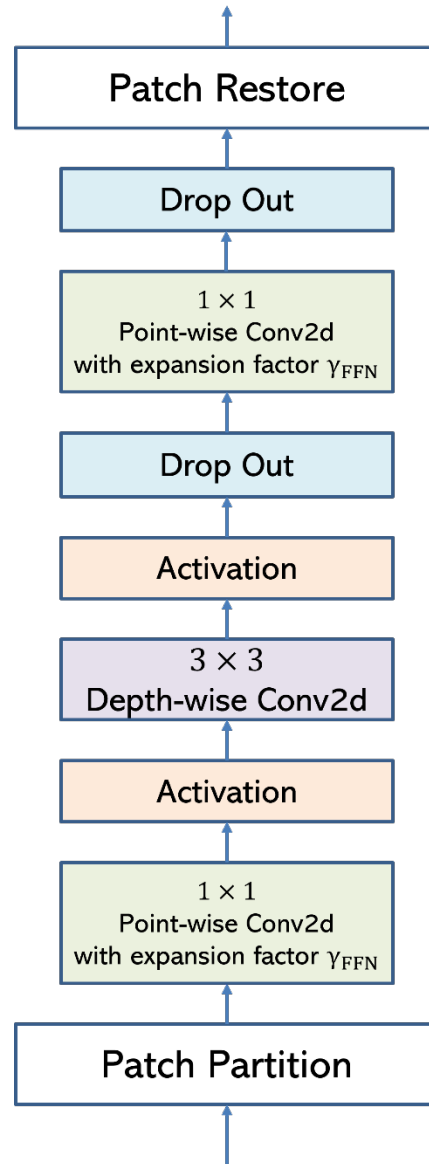 Patch Restore
Drop Out
1 × 1
Point-wise Conv2d
with expansion factor γFFN
Drop Out
Activation
3 × 3
Depth-wise Conv2d
Activation
1 × 1
Point-wise Conv2d
with expansion factor γFFN
Patch Partition